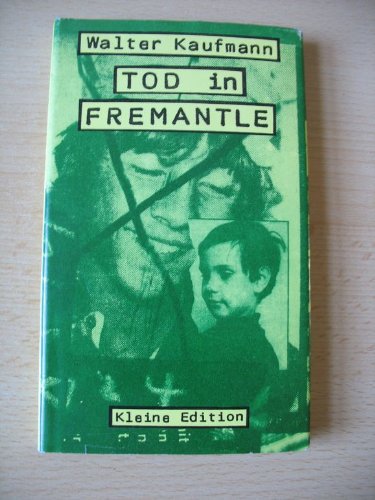 Walter Kaufmann
TOD in
FREMANTLE
Kleine Edition